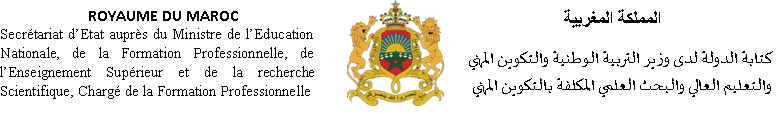 ROYAUME DU MAROC
Secrétariat d’Etat auprès du Ministre de l’Education
Nationale, de la Formation Professionnelle, de
l’Enseignement Supérieur et de la recherche
Scientifique, Chargé de la Formation Professionnelle
المملكة المغربية
كتابة الدولة لدى وزير التربية الوطنية والتكوين المهني
والتعليم العالي والبحث العلمي المكلفة بالتكوين المهني